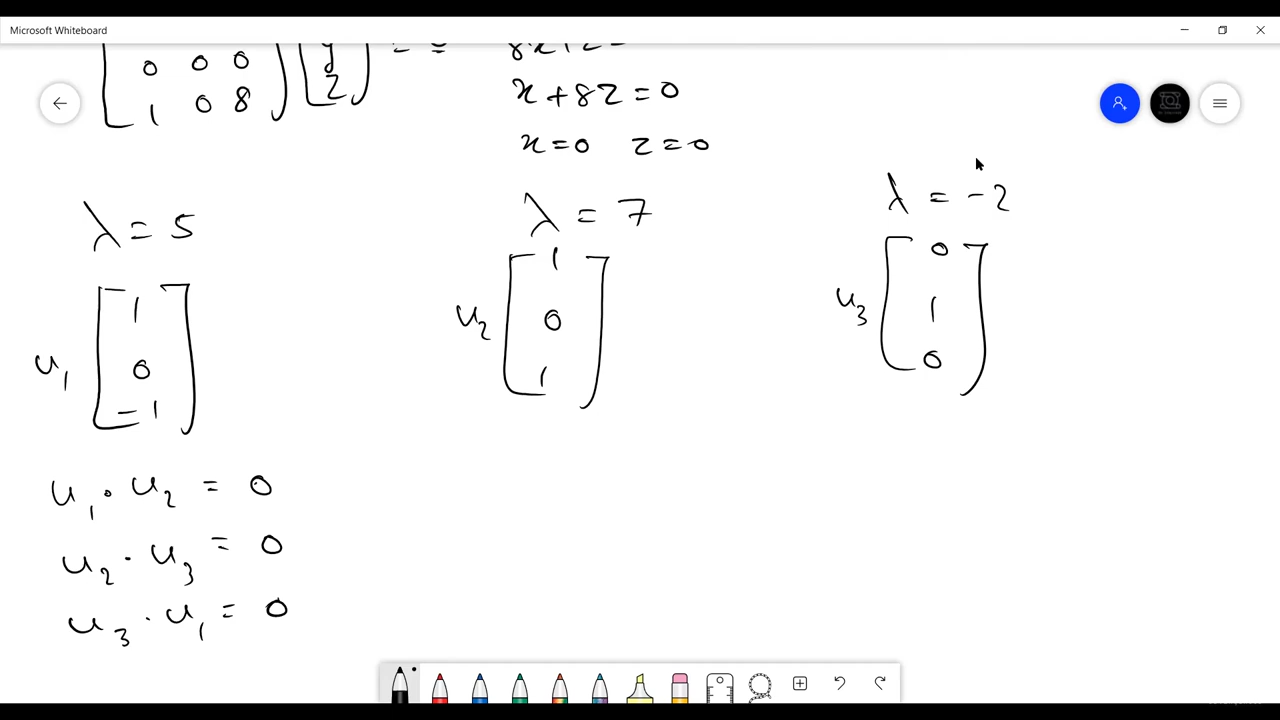 Microsoft Whiteboard
[0 0 0; 1 0 8] [y; z] =
x + 8z = 0
x = 0 z = 0
λ = 5
λ = 7
λ = -2
u₁ [1; 0; -1]
u₂ [1; 0; 1]
u₃ [0; 1; 0]
u₁ · u₂ = 0
u₂ · u₃ = 0
u₃ · u₁ = 0